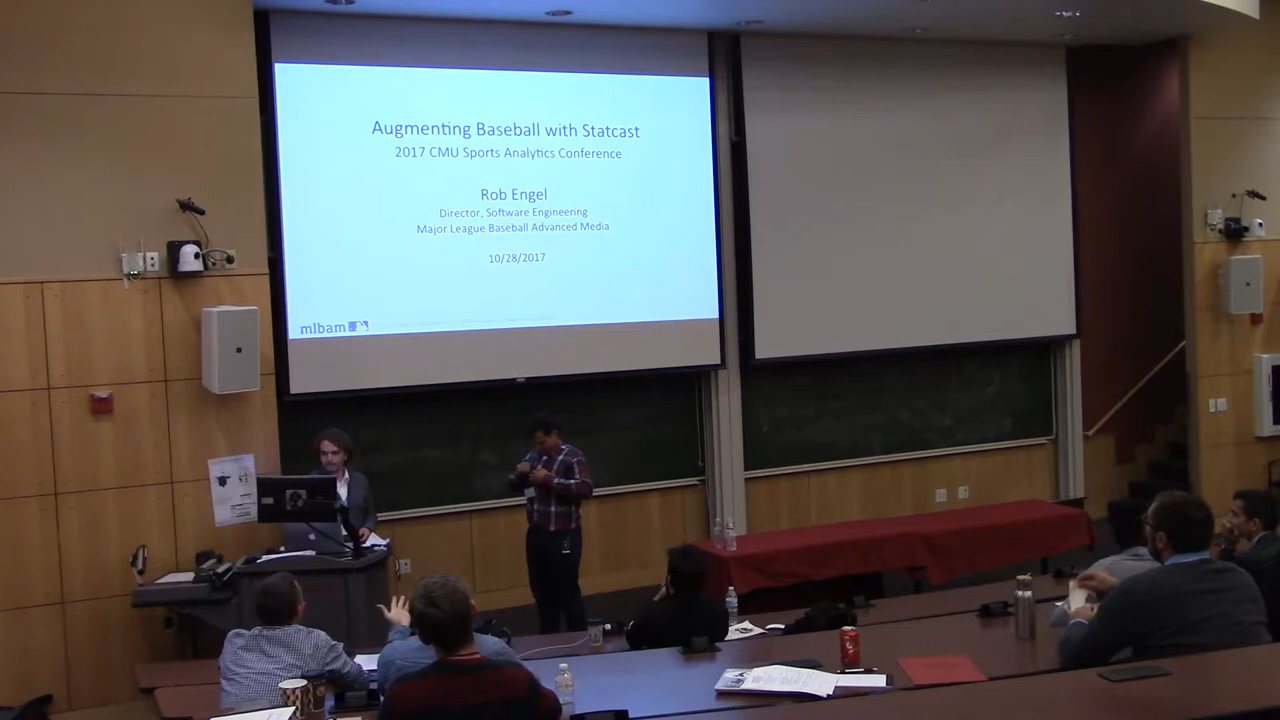 Augmenting Baseball with Statcast
2017 CMU Sports Analytics Conference
Rob Engel
Director, Software Engineering
Major League Baseball Advanced Media
10/28/2017
mlbam